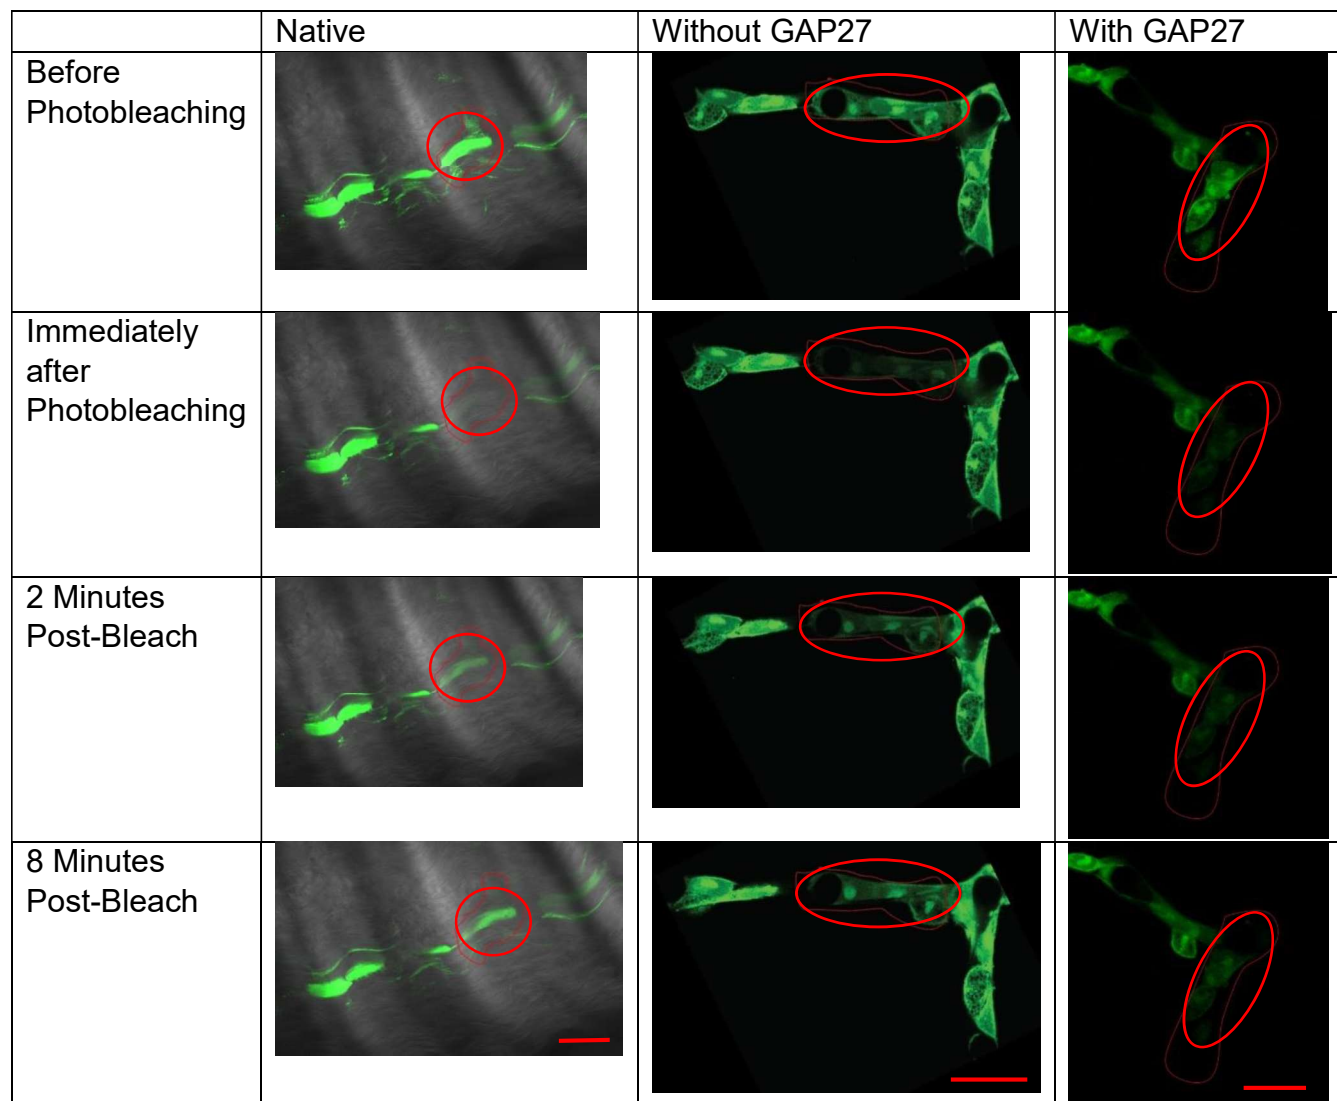 Native
Without GAP27
With GAP27
Before
Photobleaching
Immediately
after
Photobleaching
2 Minutes
Post-Bleach
8 Minutes
Post-Bleach